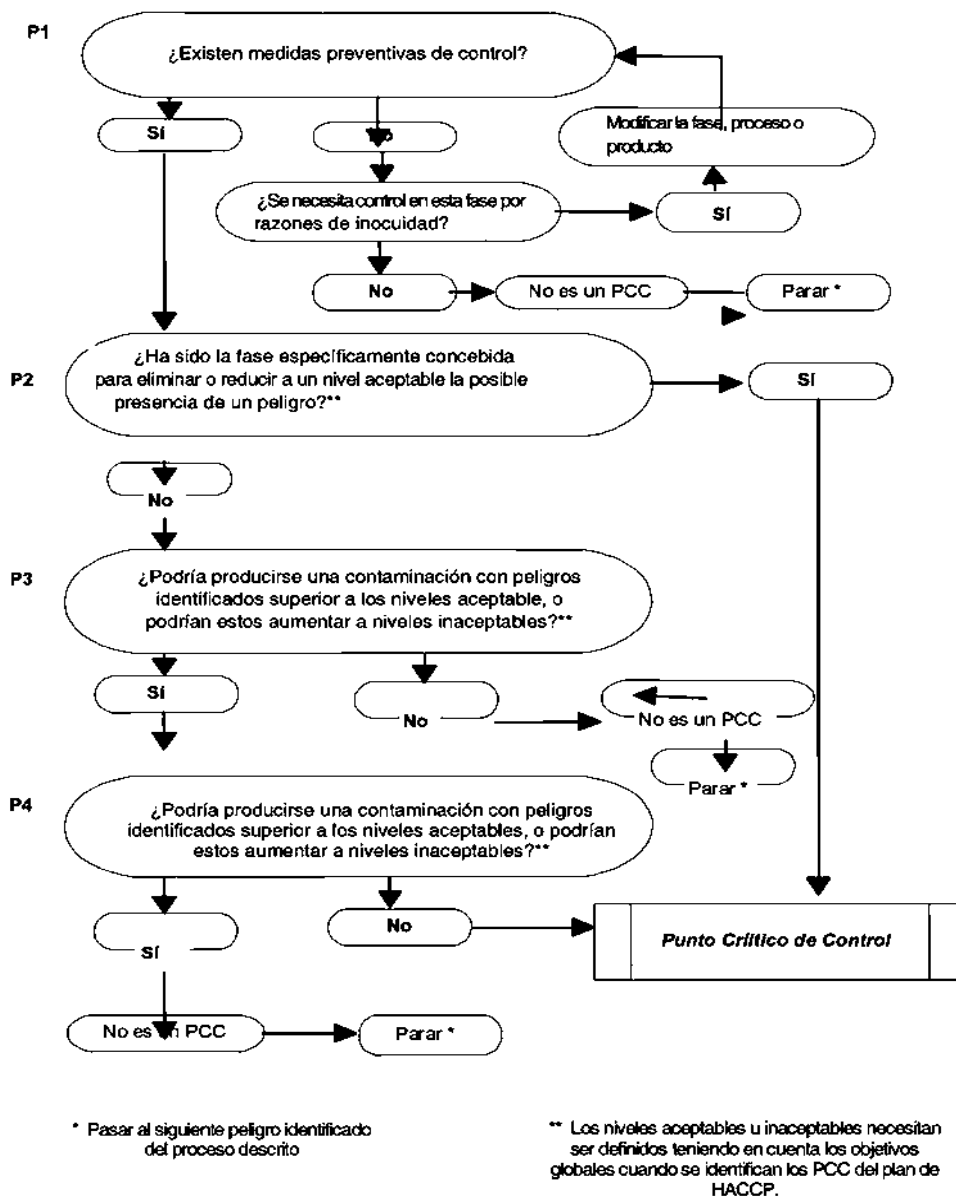 P1
¿Existen medidas preventivas de control?
Sí
No
Modificar la fase, proceso o
producto
¿Se necesita control en esta fase por
razones de inocuidad?
Sí
No
No es un PCC
Parar *
P2
¿Ha sido la fase específicamente concebida
para eliminar o reducir a un nivel aceptable la posible
presencia de un peligro?**
Sí
No
P3
¿Podría producirse una contaminación con peligros
identificados superior a los niveles aceptable, o
podrían estos aumentar a niveles inaceptables?**
Sí
No
No es un PCC
Parar *
P4
¿Podría producirse una contaminación con peligros
identificados superior a los niveles aceptables, o podrían
estos aumentar a niveles inaceptables?**
Sí
No
Punto Crlítico de Control
No es un PCC
Parar *
* Pasar al siguiente peligro identificado
del proceso descrito
** Los niveles aceptables u inaceptables necesitan
ser definidos teniendo en cuenta los objetivos
globales cuando se identifican los PCC del plan de
HACCP.